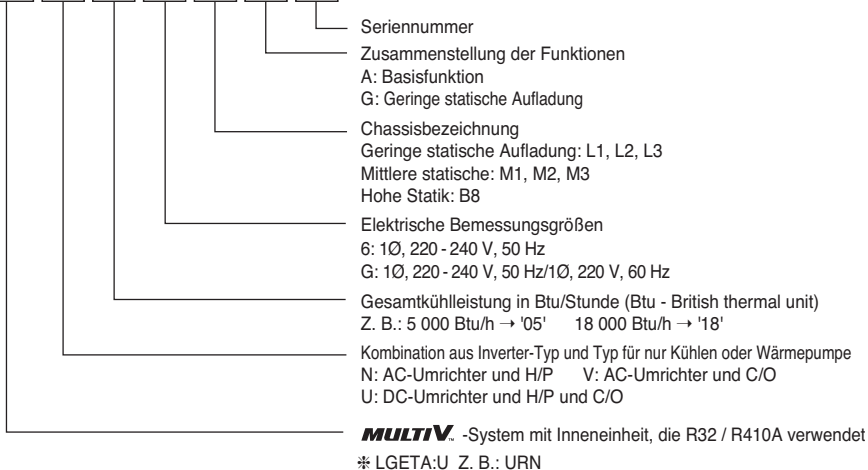 Seriennummer
Zusammenstellung der Funktionen
A: Basisfunktion
G: Geringe statische Aufladung
Chassisbezeichnung
Geringe statische Aufladung: L1, L2, L3
Mittlere statische: M1, M2, M3
Hohe Statik: B8
Elektrische Bemessungsgrößen
6: 1Ø, 220 - 240 V, 50 Hz
G: 1Ø, 220 - 240 V, 50 Hz/1Ø, 220 V, 60 Hz
Gesamtkühlleistung in Btu/Stunde (Btu - British thermal unit)
Z. B.: 5 000 Btu/h → '05' 18 000 Btu/h → '18'
Kombination aus Inverter-Typ und Typ für nur Kühlen oder Wärmepumpe
N: AC-Umrichter und H/P V: AC-Umrichter und C/O
U: DC-Umrichter und H/P und C/O
MULTI V™ -System mit Inneneinheit, die R32 / R410A verwendet
❈ LGETA:U Z. B.: URN